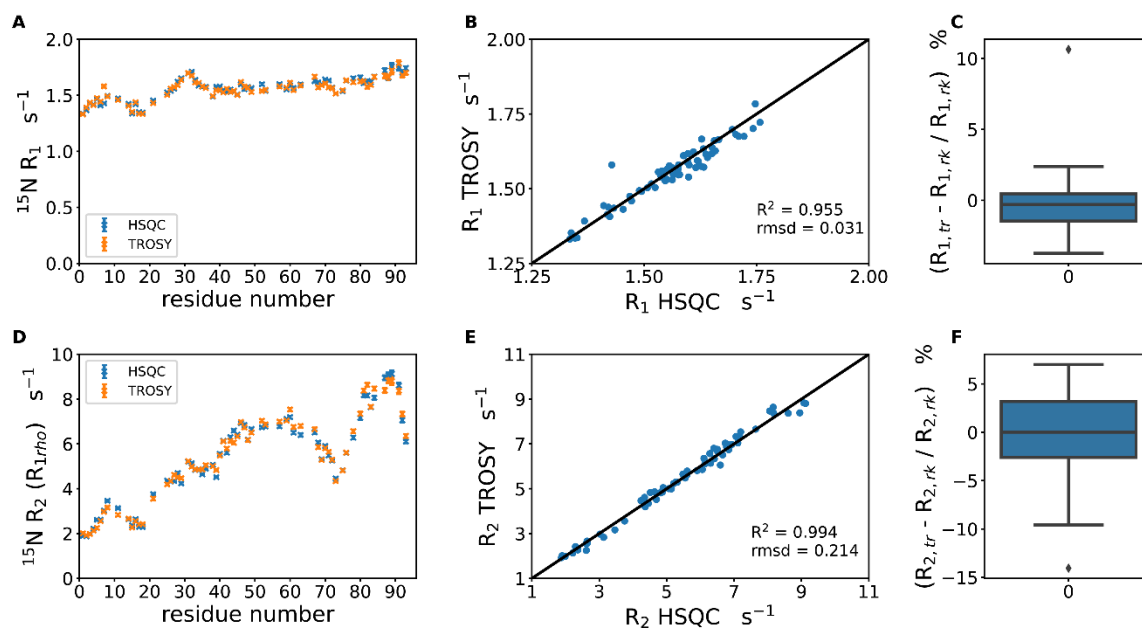 A
2.0
1.5
1.0
0.5
0.0
¹⁵N R₁ s⁻¹
HSQC
TROSY
0 10 20 30 40 50 60 70 80 90
residue number
B
2.00
1.75
1.50
1.25
R₁ TROSY s⁻¹
R² = 0.955
rmsd = 0.031
1.25 1.50 1.75 2.00
R₁ HSQC s⁻¹
C
10
5
0
(R₁,tr - R₁,rk / R₁,rk) %
0
D
10
8
6
4
2
0
¹⁵N R₂ (R₁rho) s⁻¹
HSQC
TROSY
0 10 20 30 40 50 60 70 80 90
residue number
E
11
9
7
5
3
1
R₂ TROSY s⁻¹
R² = 0.994
rmsd = 0.214
1 3 5 7 9 11
R₂ HSQC s⁻¹
F
5
0
−5
−10
−15
(R₂,tr - R₂,rk / R₂,rk) %
0